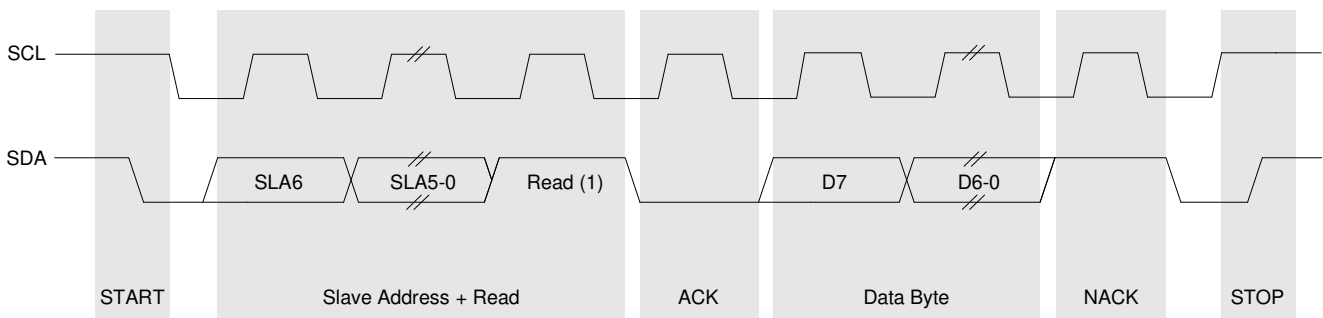 SCL
SDA
SLA6 SLA5-0 Read (1) D7 D6-0
START Slave Address + Read ACK Data Byte NACK STOP